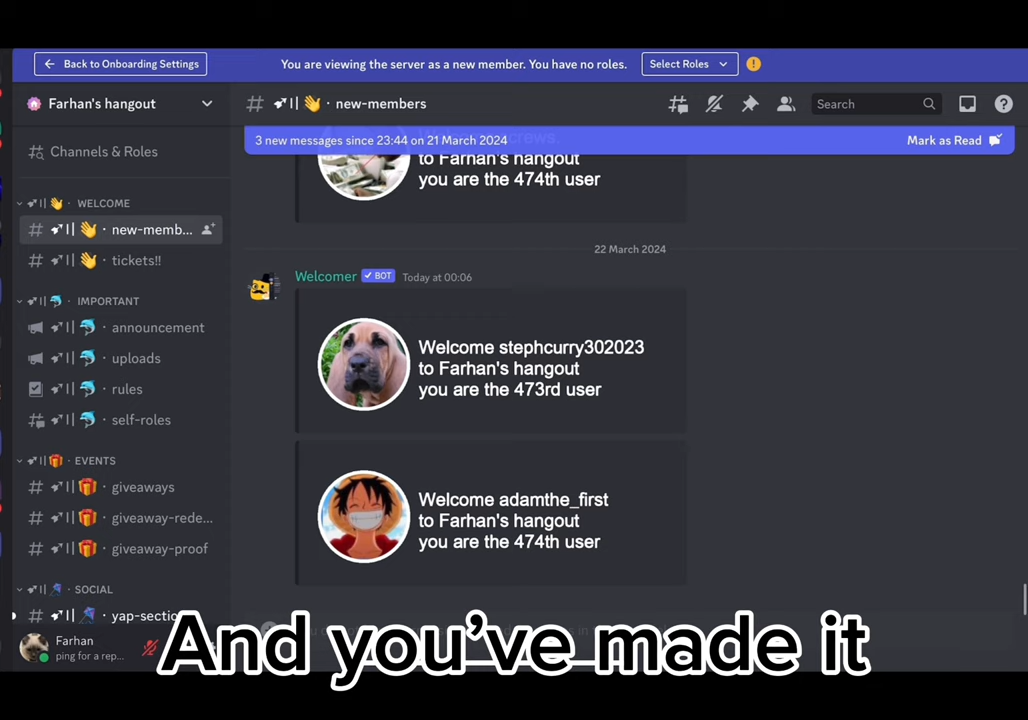 Back to Onboarding Settings
You are viewing the server as a new member. You have no roles.
Select Roles
Farhan's hangout
new-members
Search
3 new messages since 23:44 on 21 March 2024
Mark as Read
Channels & Roles
to Farhan's hangout
you are the 474th user
WELCOME
new-memb...
tickets!!
22 March 2024
Welcomer
BOT
Today at 00:06
IMPORTANT
announcement
uploads
rules
self-roles
Welcome stephcurry302023
to Farhan's hangout
you are the 473rd user
EVENTS
giveaways
giveaway-rede...
giveaway-proof
Welcome adamthe_first
to Farhan's hangout
you are the 474th user
SOCIAL
yap-section
Farhan
ping for a rep...
And you've made it